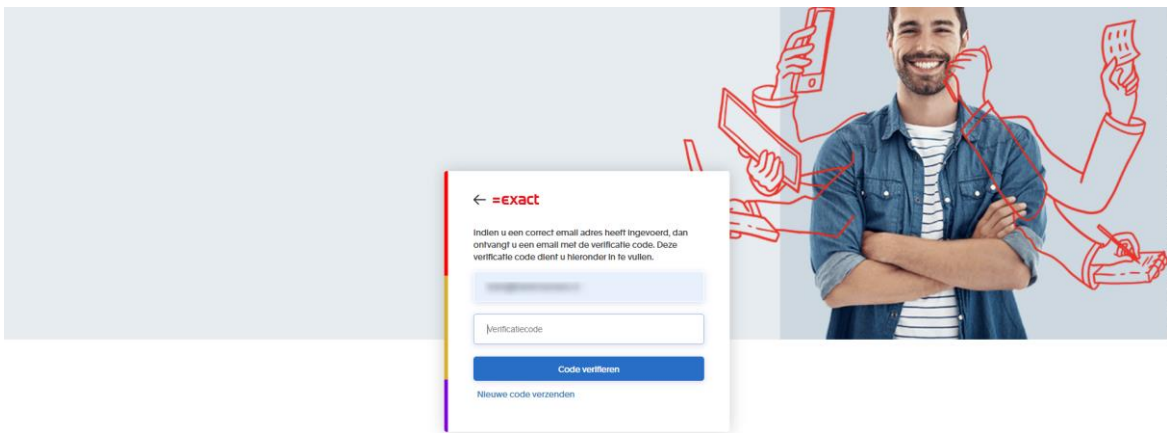 =exact
Indien u een correct email adres heeft ingevoerd, dan
ontvangt u een email met de verificatie code. Deze
verificatie code dient u hieronder in te vullen.
Verificatiecode
Code verifieren
Nieuwe code verzenden